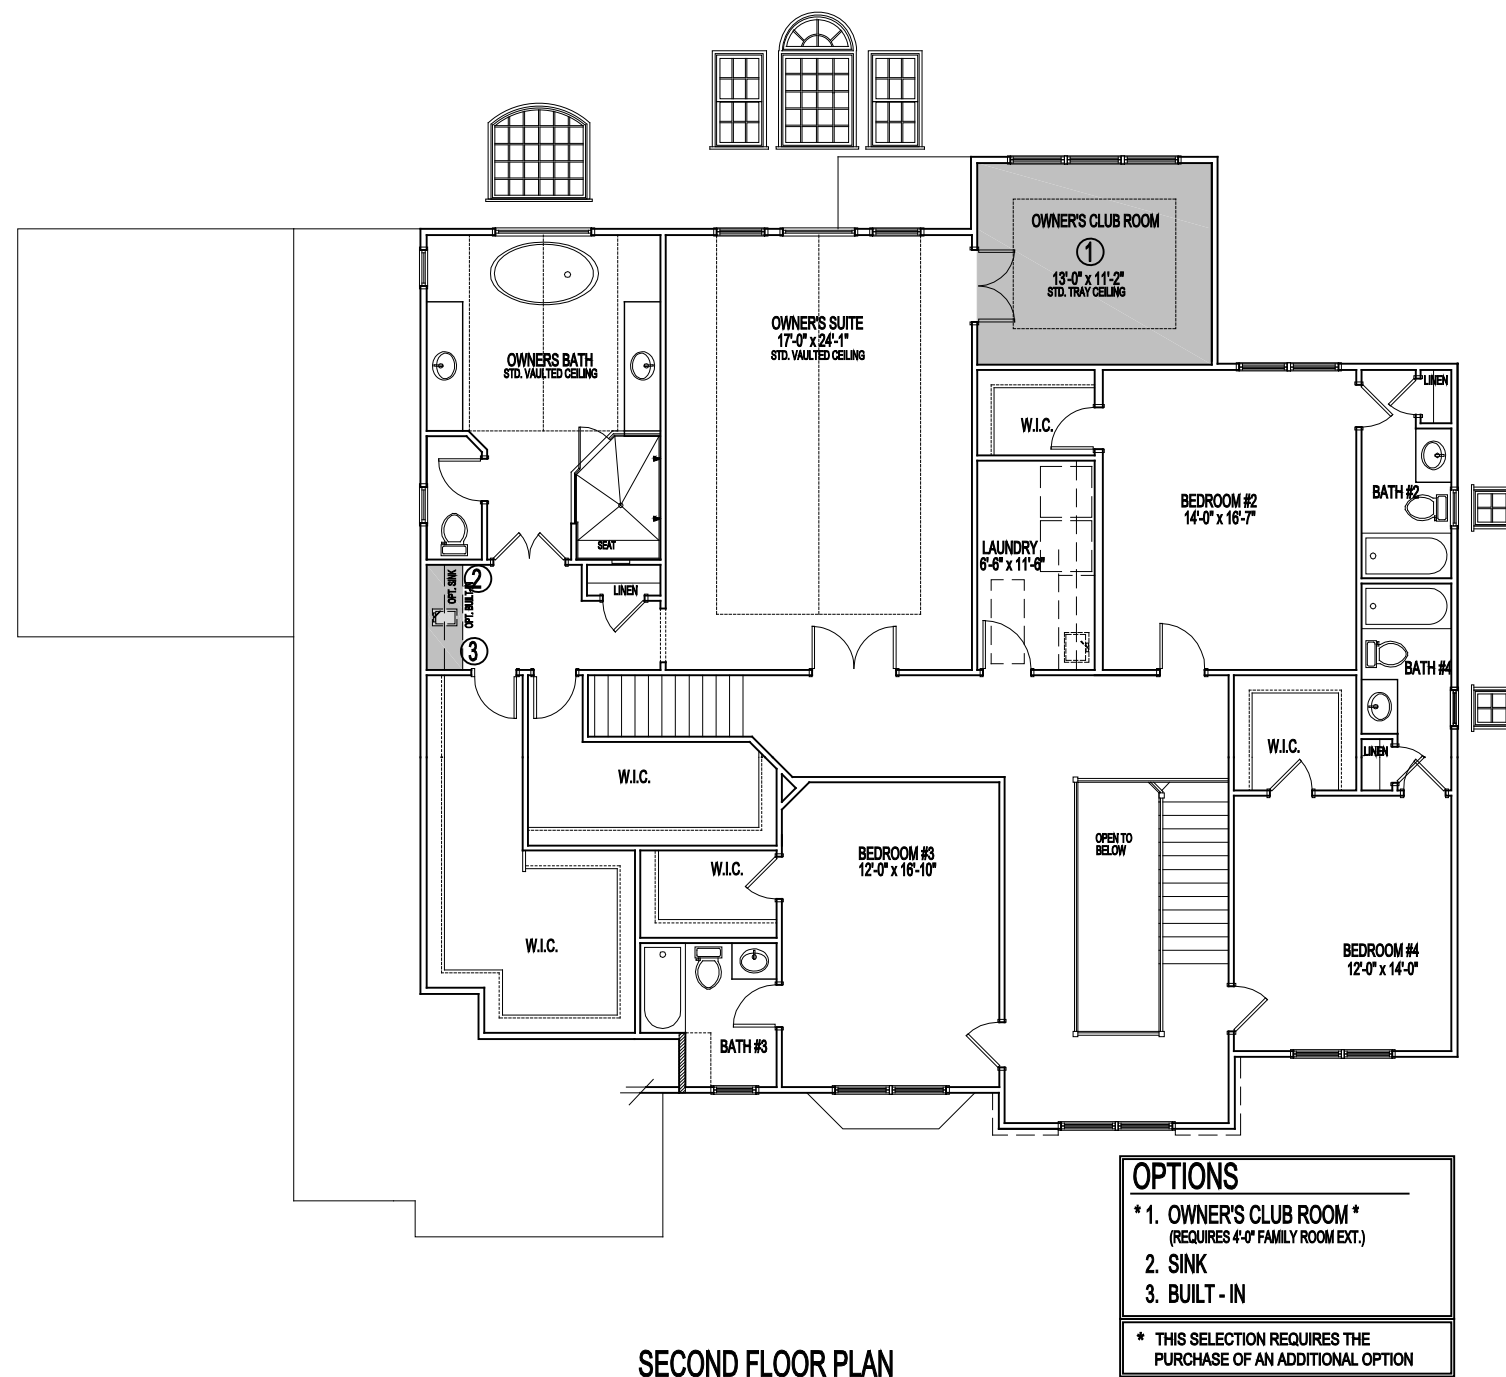 OWNER'S CLUB ROOM
1
13'-0" x 11'-2"
STD. TRAY CEILING
OWNER'S SUITE
17'-0" x 24'-1"
STD. VAULTED CEILING
OWNERS BATH
STD. VAULTED CEILING
LINEN
W.I.C.
BATH #2
BEDROOM #2
14'-0" x 16'-7"
LAUNDRY
6'-6" x 11'-6"
SEAT
LINEN
2
OPT. SINK
OPT. BUILT-IN
3
BATH #4
W.I.C.
LINEN
W.I.C.
OPEN TO
BELOW
BEDROOM #3
12'-0" x 16'-10"
W.I.C.
W.I.C.
BEDROOM #4
12'-0" x 14'-0"
BATH #3
OPTIONS
* 1. OWNER'S CLUB ROOM *
(REQUIRES 4'-0" FAMILY ROOM EXT.)
2. SINK
3. BUILT - IN
* THIS SELECTION REQUIRES THE
PURCHASE OF AN ADDITIONAL OPTION
SECOND FLOOR PLAN